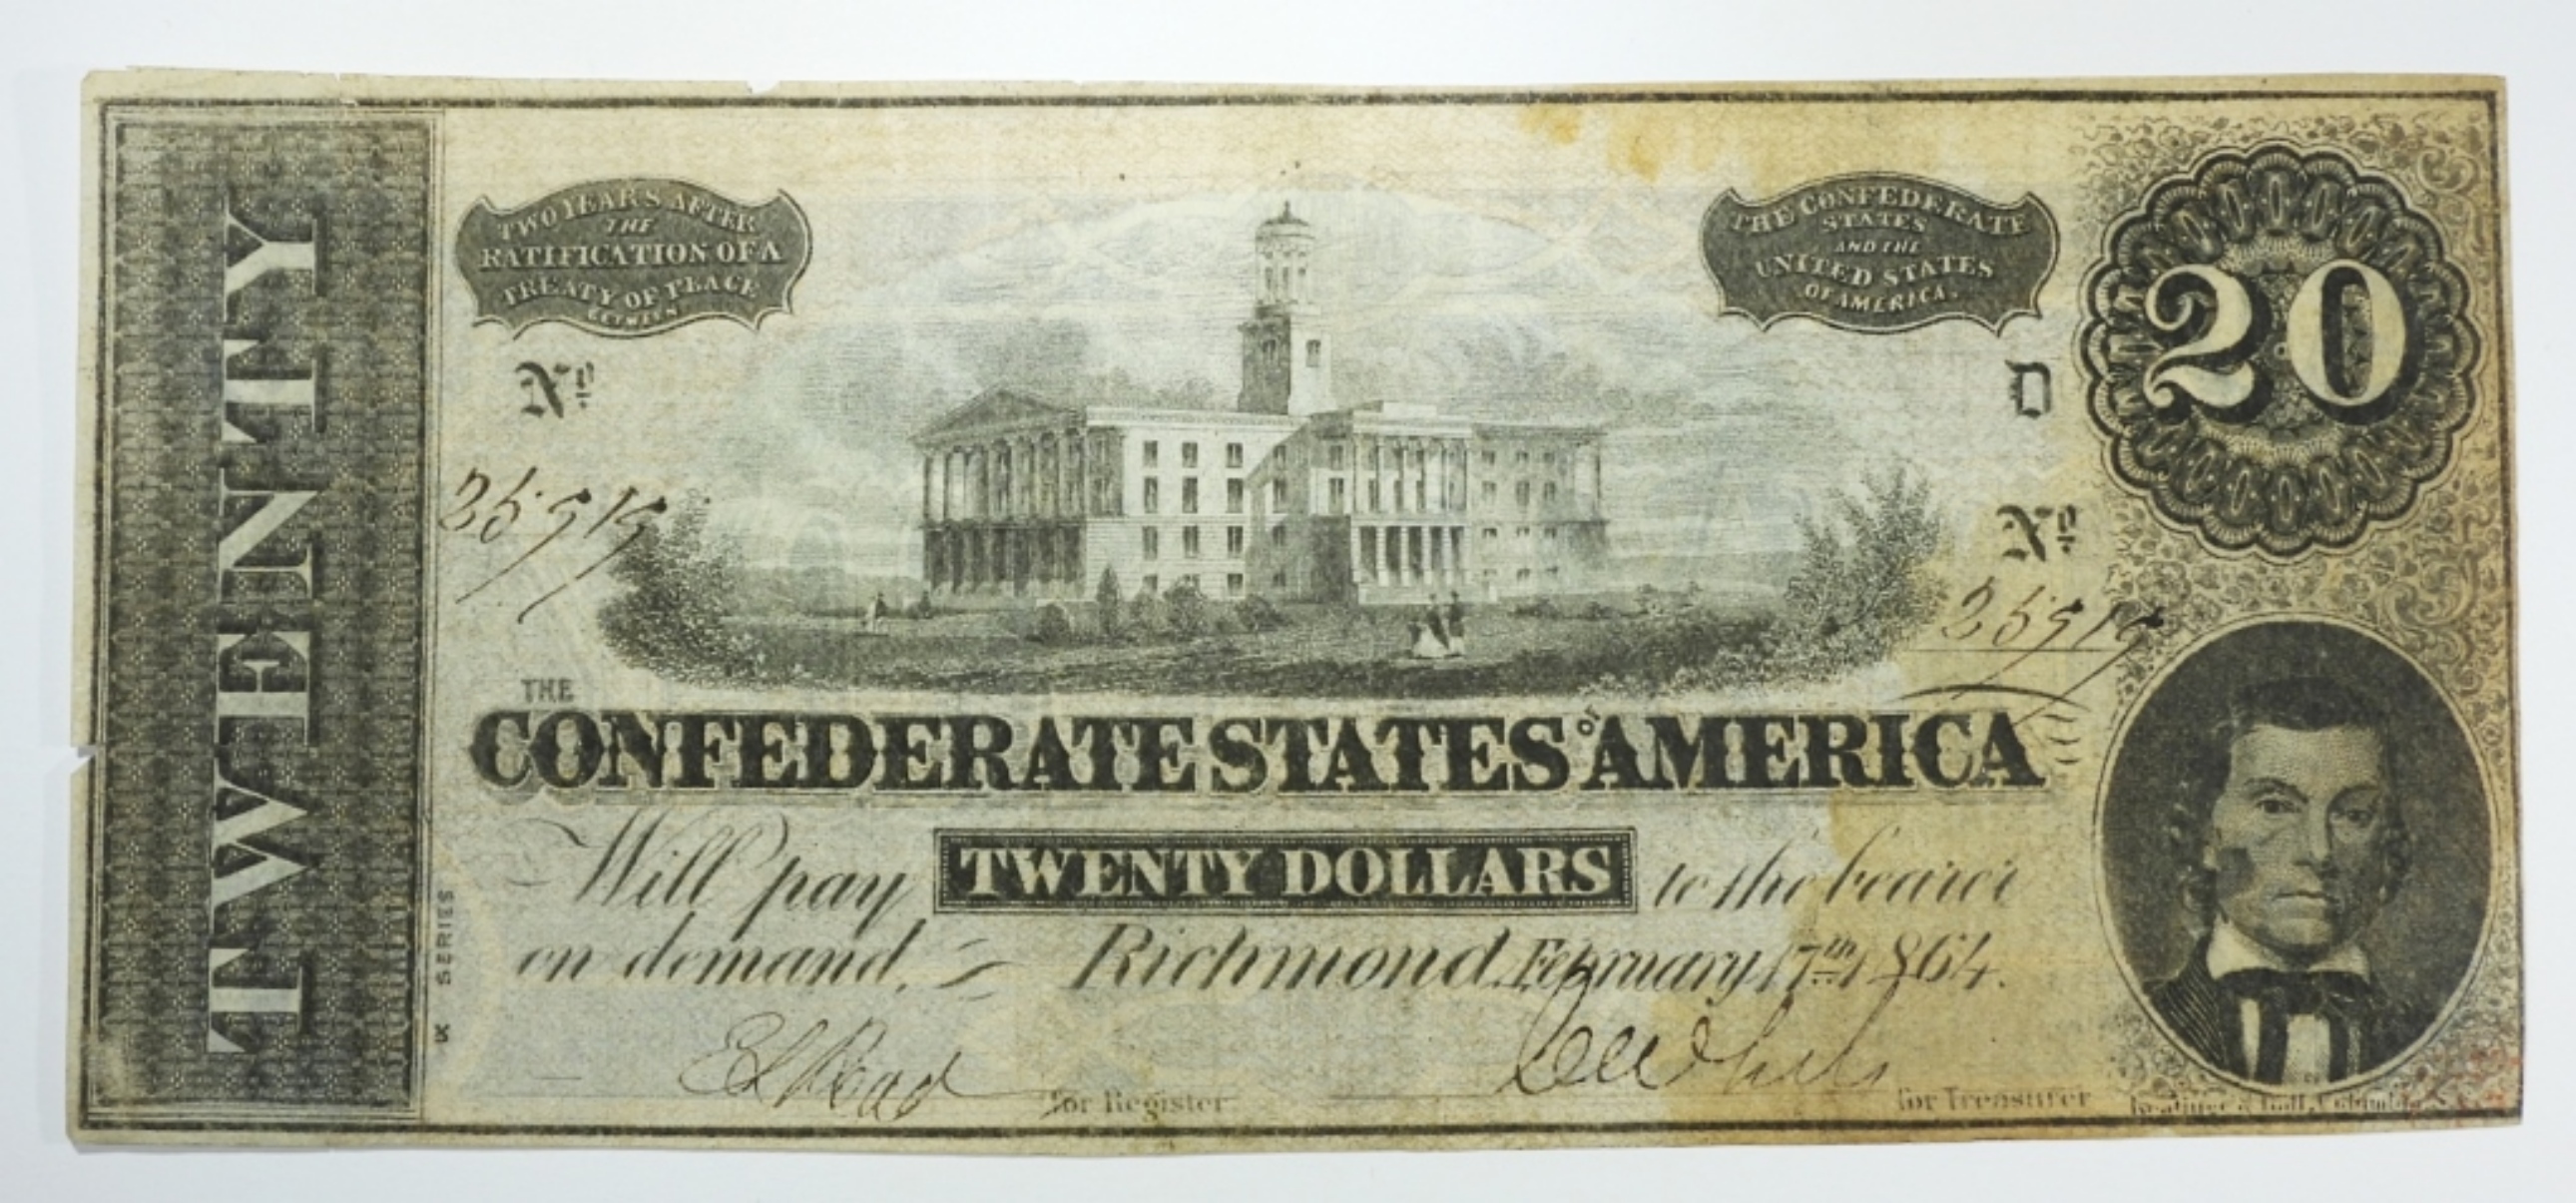 TWENTY
TWO YEARS AFTER
THE
RATIFICATION OF A
TREATY OF PEACE
BETWEEN
THE CONFEDERATE
STATES
AND THE
UNITED STATES
OF AMERICA.
20
Nº
D
Nº
THE
CONFEDERATE STATES OF AMERICA
Will pay TWENTY DOLLARS to the bearer
on demand. Richmond, February 17th 1864.
SERIES
for Register
for Treasurer